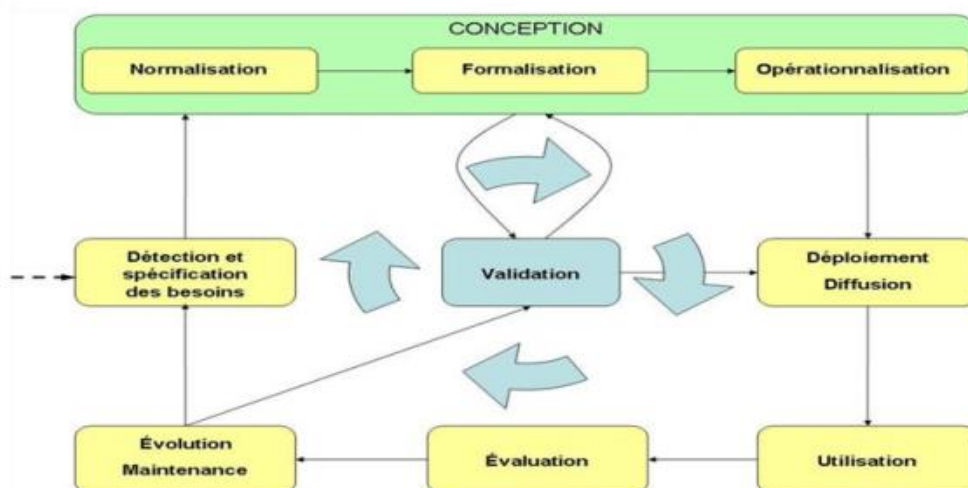 CONCEPTION
Normalisation
Formalisation
Opérationnalisation
Détection et
spécification
des besoins
Validation
Déploiement
Diffusion
Évolution
Maintenance
Évaluation
Utilisation